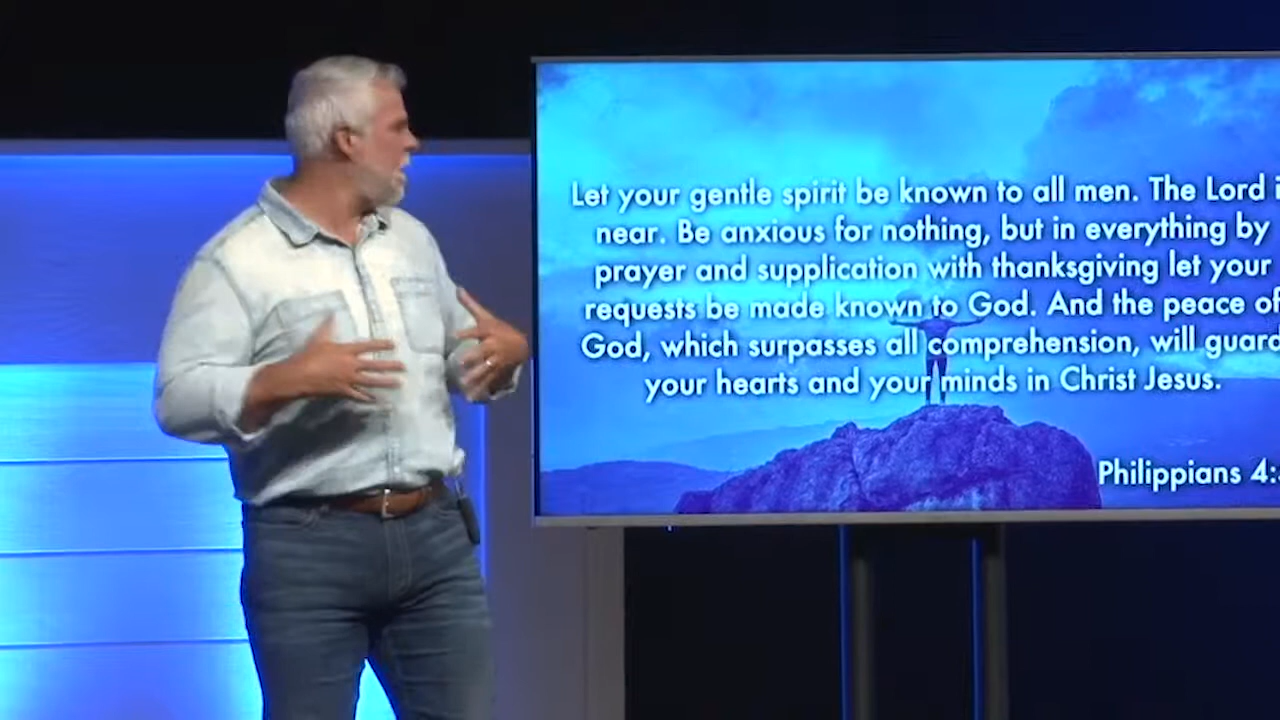 Let your gentle spirit be known to all men. The Lord
near. Be anxious for nothing, but in everything by
prayer and supplication with thanksgiving let your
requests be made known to God. And the peace of
God, which surpasses all comprehension, will guard
your hearts and your minds in Christ Jesus.
Philippians 4: